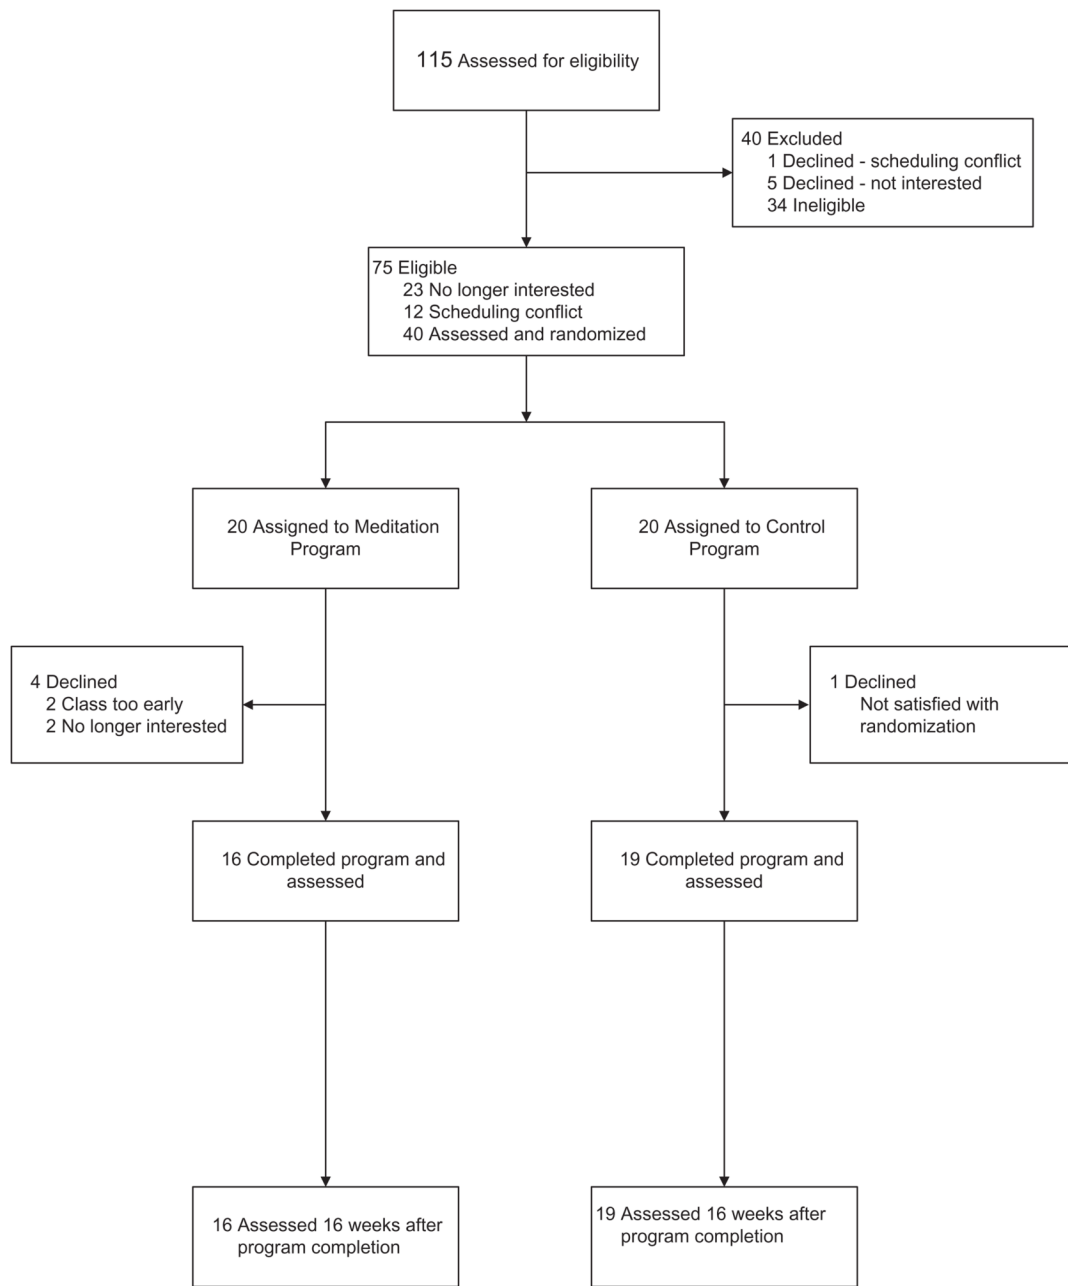 115 Assessed for eligibility
40 Excluded
1 Declined - scheduling conflict
5 Declined - not interested
34 Ineligible
75 Eligible
23 No longer interested
12 Scheduling conflict
40 Assessed and randomized
20 Assigned to Meditation
Program
20 Assigned to Control
Program
4 Declined
2 Class too early
2 No longer interested
1 Declined
Not satisfied with
randomization
16 Completed program and
assessed
19 Completed program and
assessed
16 Assessed 16 weeks after
program completion
19 Assessed 16 weeks after
program completion